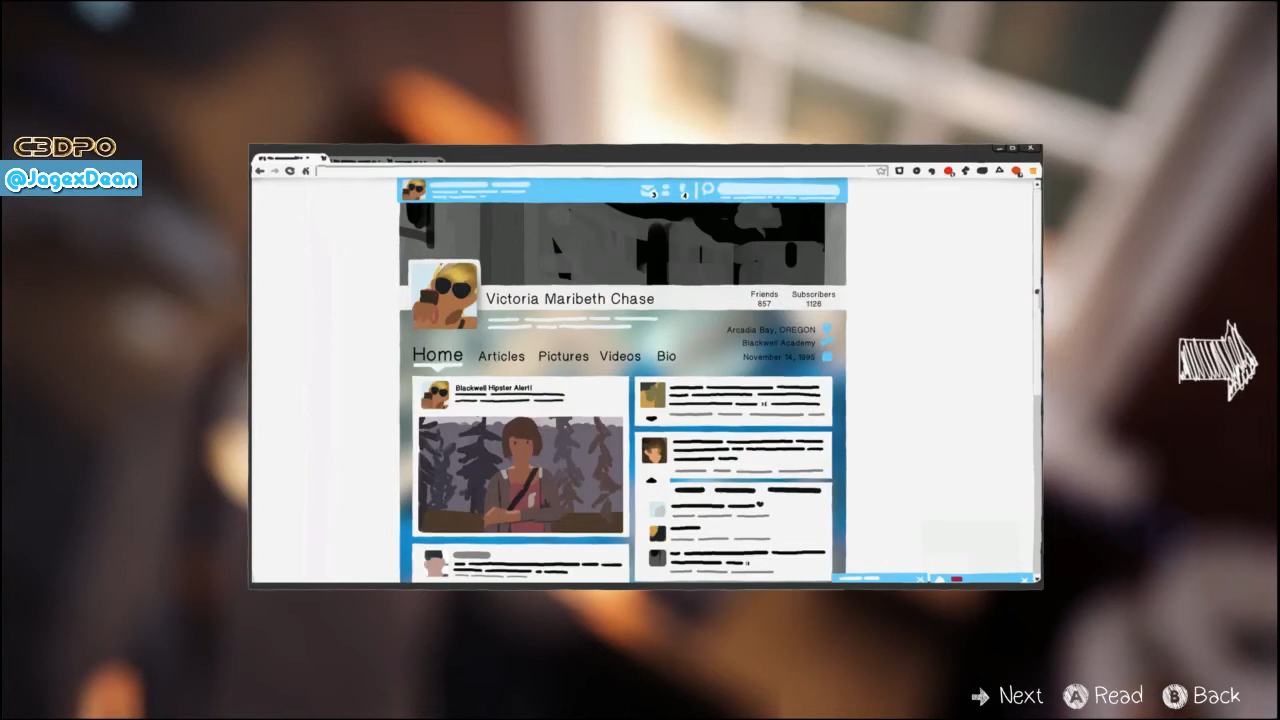 C3DPO
@JagexDean
Victoria Maribeth Chase
Friends
857
Subscribers
1126
Arcadia Bay, OREGON
Blackwell Academy
November 14, 1995
Home Articles Pictures Videos Bio
Blackwell Hipster Alert!
Next A Read B Back